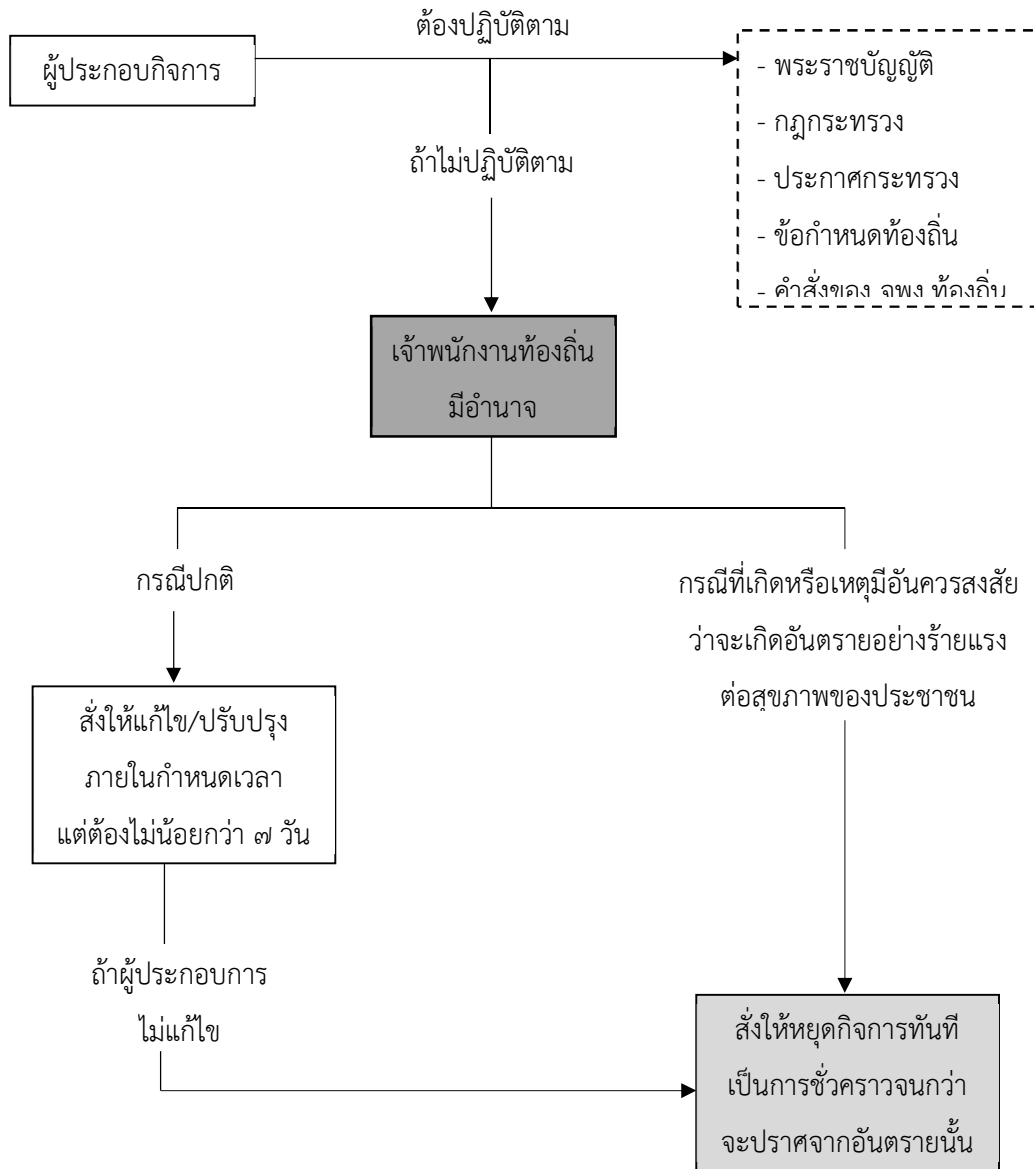 ต้องปฏิบัติตาม
ผู้ประกอบกิจการ
- พระราชบัญญัติ
- กฎกระทรวง
- ประกาศกระทรวง
- ข้อกำหนดท้องถิ่น
- คำสั่งของ จพง.ท้องถิ่น
ถ้าไม่ปฏิบัติตาม
เจ้าพนักงานท้องถิ่น
มีอำนาจ
กรณีปกติ
กรณีที่เกิดหรือเหตุมีอันควรสงสัย
ว่าจะเกิดอันตรายอย่างร้ายแรง
ต่อสุขภาพของประชาชน
สั่งให้แก้ไข/ปรับปรุง
ภายในกำหนดเวลา
แต่ต้องไม่น้อยกว่า ๗ วัน
ถ้าผู้ประกอบการ
ไม่แก้ไข
สั่งให้หยุดกิจการทันที
เป็นการชั่วคราวจนกว่า
จะปราศจากอันตรายนั้น